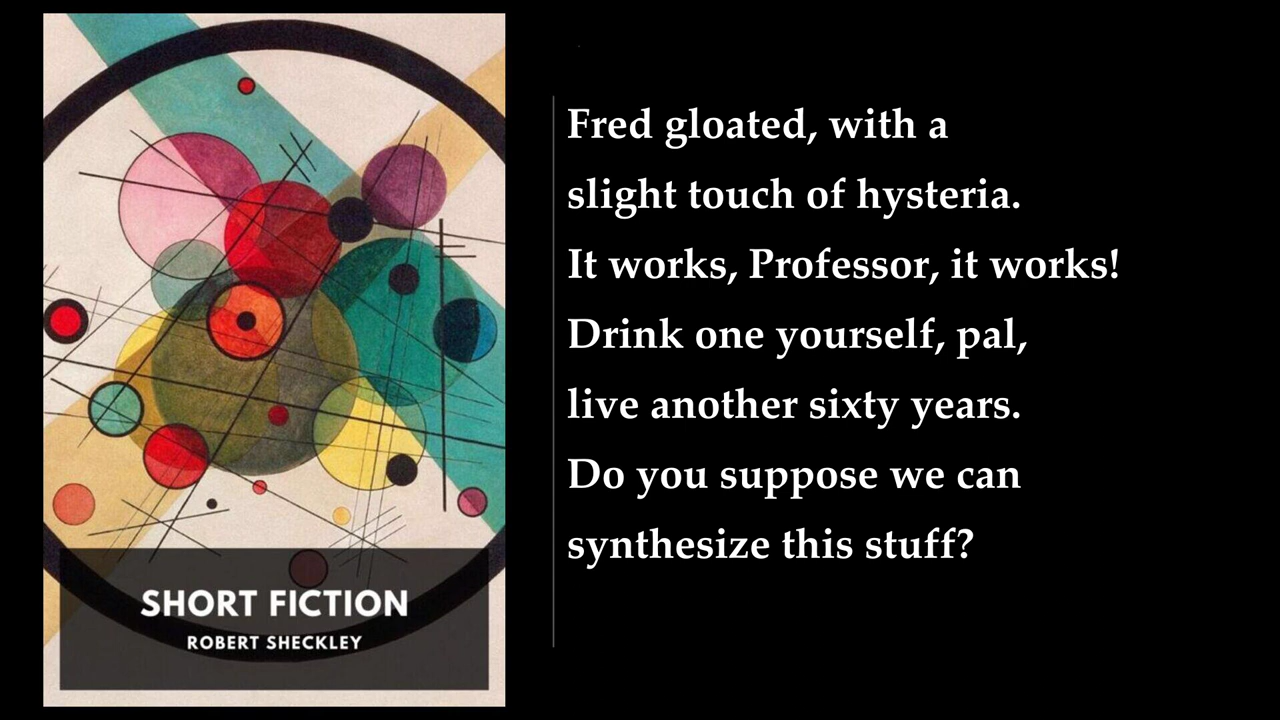 SHORT FICTION
ROBERT SHECKLEY
Fred gloated, with a
slight touch of hysteria.
It works, Professor, it works!
Drink one yourself, pal,
live another sixty years.
Do you suppose we can
synthesize this stuff?